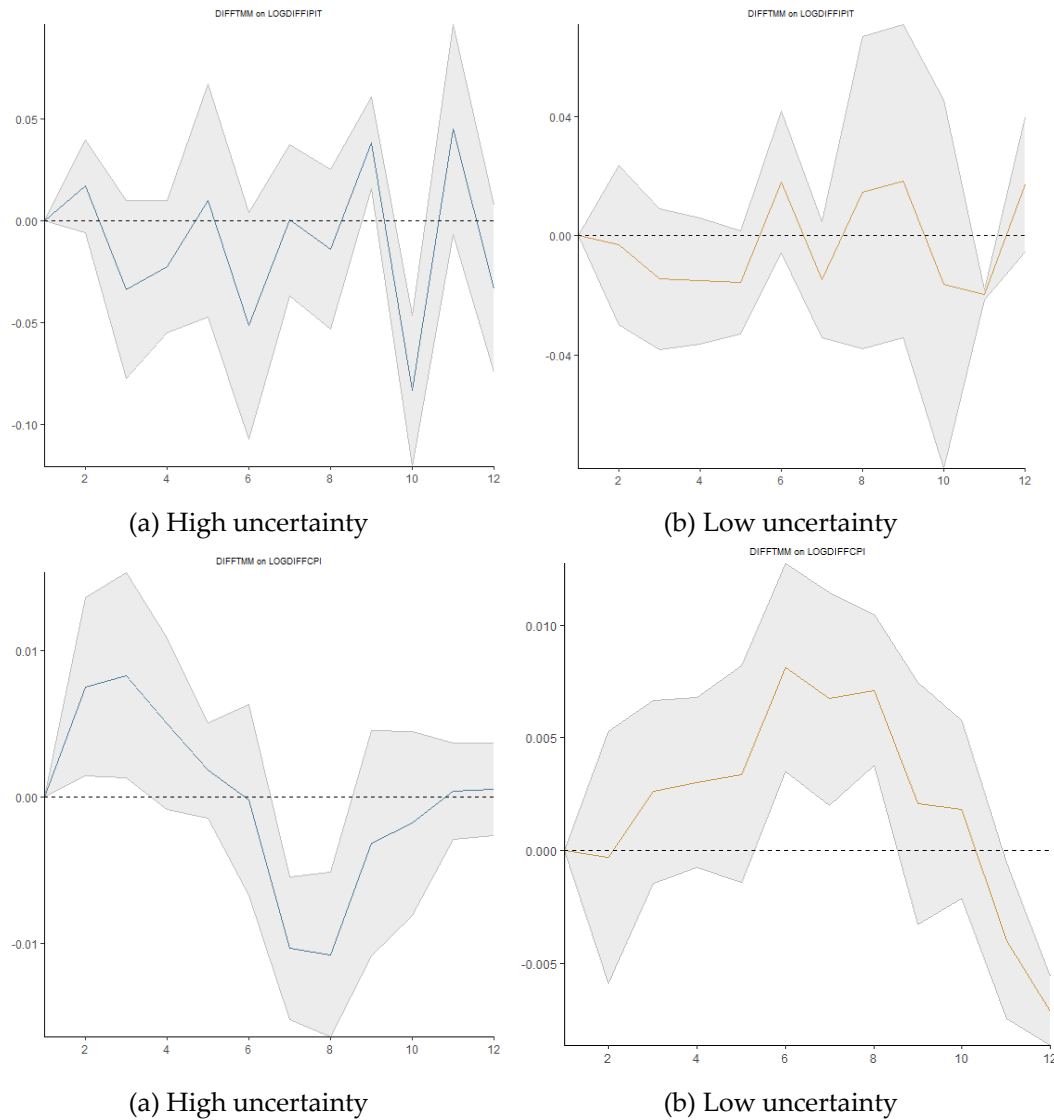 DIFFTMM on LOGDIFFIPIT
0.05
0.00
-0.05
-0.10
2 4 6 8 10 12
(a) High uncertainty
DIFFTMM on LOGDIFFIPIT
0.04
0.00
-0.04
2 4 6 8 10 12
(b) Low uncertainty
DIFFTMM on LOGDIFFCPI
0.01
0.00
-0.01
2 4 6 8 10 12
(a) High uncertainty
DIFFTMM on LOGDIFFCPI
0.010
0.005
0.000
-0.005
2 4 6 8 10 12
(b) Low uncertainty